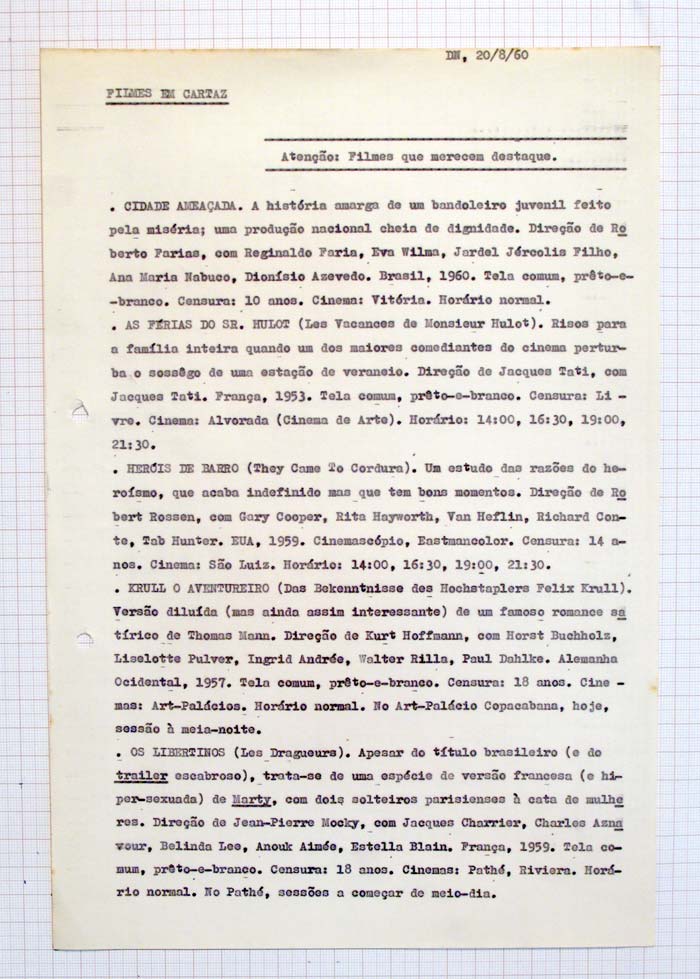 DN, 20/8/60
FILMES EM CARTAZ
Atenção: Filmes que merecem destaque.
. CIDADE AMEAÇADA. A história amarga de um bandoleiro juvenil feito
pela miséria; uma produção nacional cheia de dignidade. Direção de Ro
berto Farias, com Reginaldo Faria, Eva Wilma, Jardel Jércolis Filho,
Ana Maria Nabuco, Dionísio Azevedo. Brasil, 1960. Tela comum, prêto-e-
-branco. Censura: 10 anos. Cinema: Vitória. Horário normal.
. AS FÉRIAS DO SR. HULOT (Les Vacances de Monsieur Hulot). Risos para
a família inteira quando um dos maiores comediantes do cinema pertur-
ba o sossêgo de uma estação de veraneio. Direção de Jacques Tati, com
Jacques Tati. França, 1953. Tela comum, prêto-e-branco. Censura: Li -
vre. Cinema: Alvorada (Cinema de Arte). Horário: 14:00, 16:30, 19:00,
21:30.
. HERÓIS DE BARRO (They Came To Cordura). Um estudo das razões do he-
roísmo, que acaba indefinido mas que tem bons momentos. Direção de Ro
bert Rossen, com Gary Cooper, Rita Hayworth, Van Heflin, Richard Con-
te, Tab Hunter. EUA, 1959. Cinemascópio, Eastmancolor. Censura: 14 a-
nos. Cinema: São Luiz. Horário: 14:00, 16:30, 19:00, 21:30.
. KRULL O AVENTUREIRO (Das Bekenntnisse des Hochstaplers Felix Krull).
Versão diluída (mas ainda assim interessante) de um famoso romance sa
tírico de Thomas Mann. Direção de Kurt Hoffmann, com Horst Buchholz,
Liselotte Pulver, Ingrid Andrée, Walter Rilla, Paul Dahlke. Alemanha
Ocidental, 1957. Tela comum, prêto-e-branco. Censura: 18 anos. Cine -
mas: Art-Palácios. Horário normal. No Art-Palácio Copacabana, hoje,
sessão à meia-noite.
. OS LIBERTINOS (Les Dragueurs). Apesar do título brasileiro (e do
trailer escabroso), trata-se de uma espécie de versão francesa (e hi-
per-sexuada) de Marty, com dois solteiros parisienses à cata de mulhe
res. Direção de Jean-Pierre Mocky, com Jacques Charrier, Charles Azna
vour, Belinda Lee, Anouk Aimée, Estella Blain. França, 1959. Tela co-
mum, prêto-e-branco. Censura: 18 anos. Cinemas: Pathé, Riviera. Horá-
rio normal. No Pathé, sessões a começar de meio-dia.